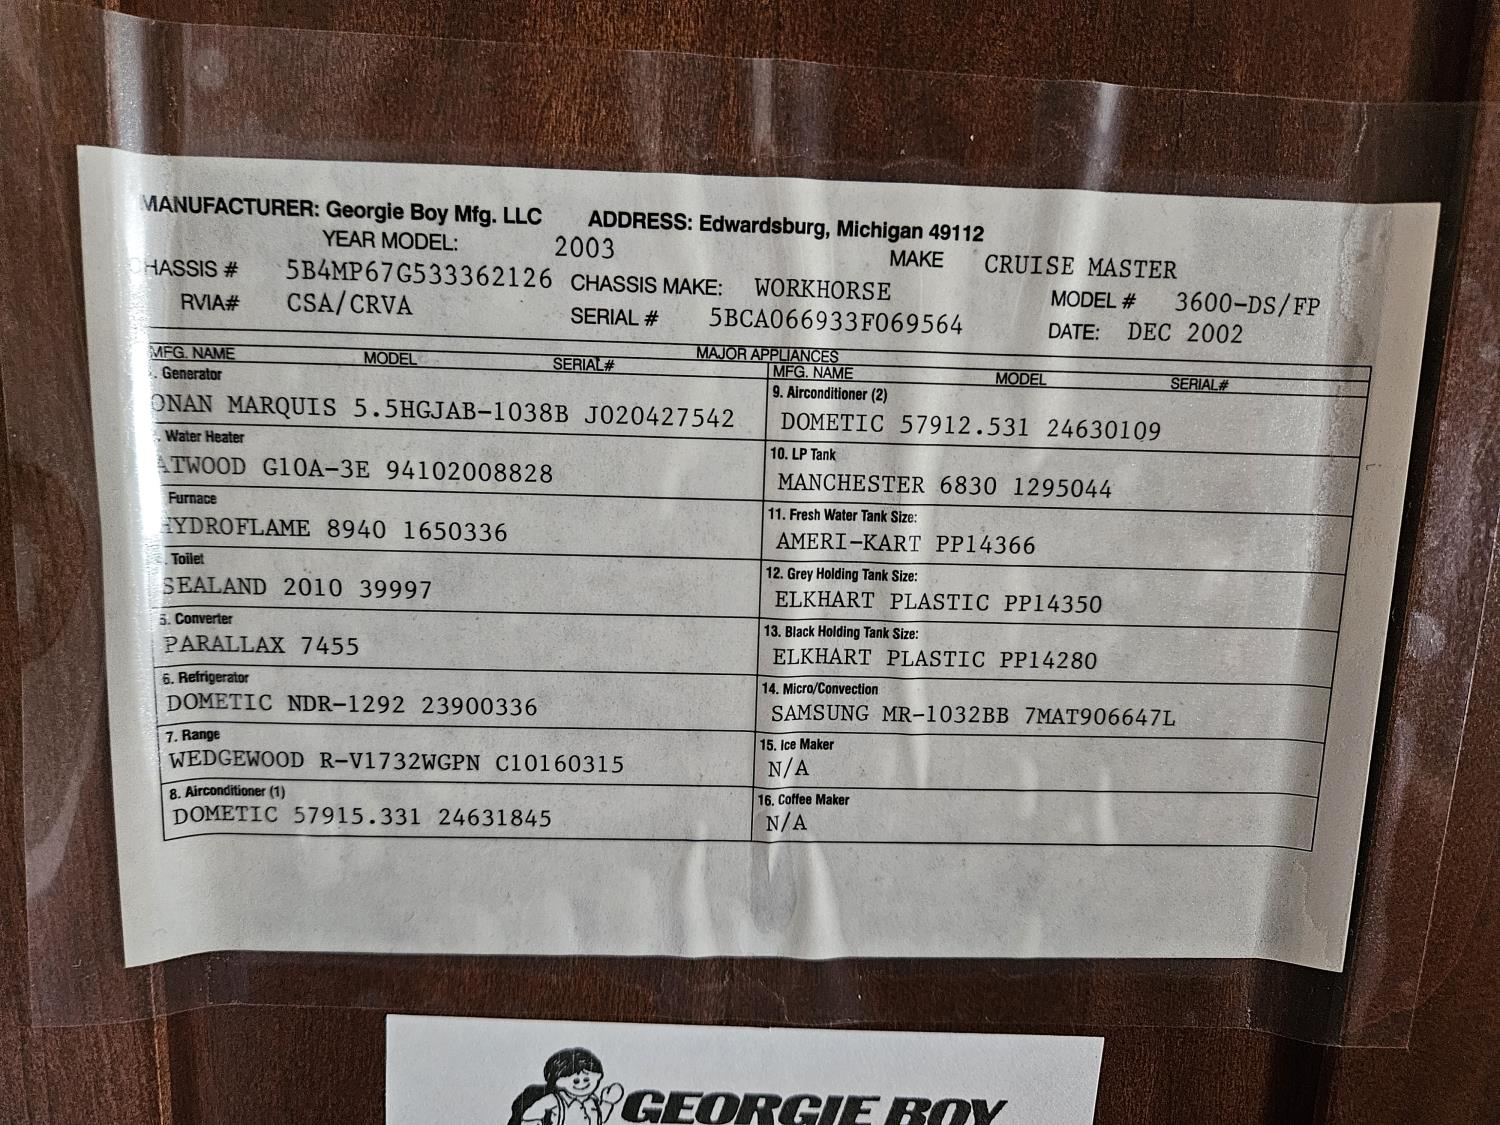 MANUFACTURER: Georgie Boy Mfg. LLC ADDRESS: Edwardsburg, Michigan 49112
YEAR MODEL: 2003 MAKE CRUISE MASTER
CHASSIS # 5B4MP67G533362126 CHASSIS MAKE: WORKHORSE MODEL # 3600-DS/FP
RVIA# CSA/CRVA SERIAL # 5BCA066933F069564 DATE: DEC 2002
MAJOR APPLIANCES
MFG. NAME MODEL SERIAL#
. Generator
ONAN MARQUIS 5.5HGJAB-1038B J020427542
. Water Heater
ATWOOD G10A-3E 94102008828
Furnace
HYDROFLAME 8940 1650336
. Toilet
SEALAND 2010 39997
5. Converter
PARALLAX 7455
6. Refrigerator
DOMETIC NDR-1292 23900336
7. Range
WEDGEWOOD R-V1732WGPN C10160315
8. Airconditioner (1)
DOMETIC 57915.331 24631845
MFG. NAME MODEL SERIAL#
9. Airconditioner (2)
DOMETIC 57912.531 24630109
10. LP Tank
MANCHESTER 6830 1295044
11. Fresh Water Tank Size:
AMERI-KART PP14366
12. Grey Holding Tank Size:
ELKHART PLASTIC PP14350
13. Black Holding Tank Size:
ELKHART PLASTIC PP14280
14. Micro/Convection
SAMSUNG MR-1032BB 7MAT906647L
15. Ice Maker
N/A
16. Coffee Maker
N/A
GEORGIE BOY